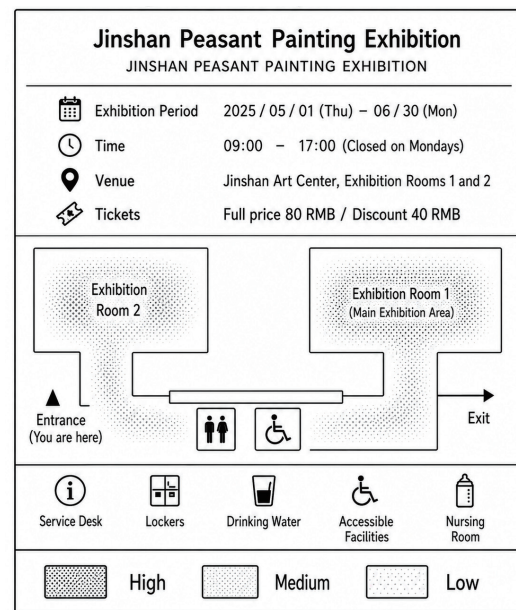 Jinshan Peasant Painting Exhibition
JINSHAN PEASANT PAINTING EXHIBITION
Exhibition Period 2025 / 05 / 01 (Thu) – 06 / 30 (Mon)
Time 09:00 – 17:00 (Closed on Mondays)
Venue Jinshan Art Center, Exhibition Rooms 1 and 2
Tickets Full price 80 RMB / Discount 40 RMB
Exhibition
Room 2
Exhibition Room 1
(Main Exhibition Area)
Entrance
(You are here)
Exit
Service Desk
Lockers
Drinking Water
Accessible
Facilities
Nursing
Room
High
Medium
Low